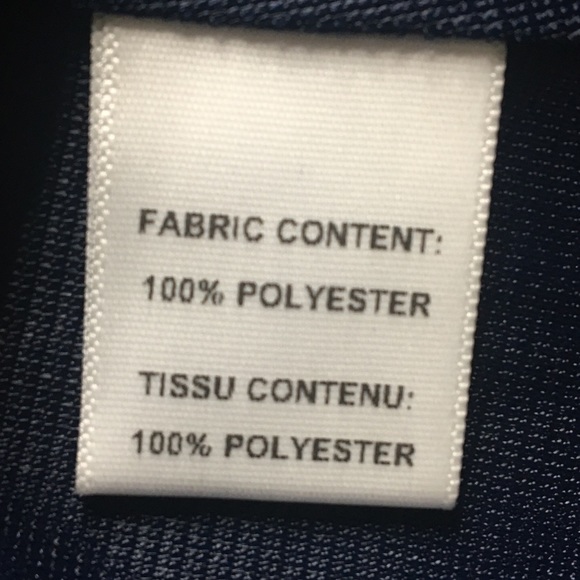 FABRIC CONTENT:
100% POLYESTER
TISSU CONTENU:
100% POLYESTER